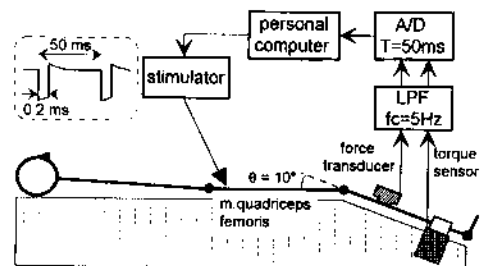 50 ms
0.2 ms
stimulator
personal
computer
A/D
T=50ms
LPF
fc=5Hz
force
transducer
torque
sensor
θ = 10°
m.quadriceps
femoris